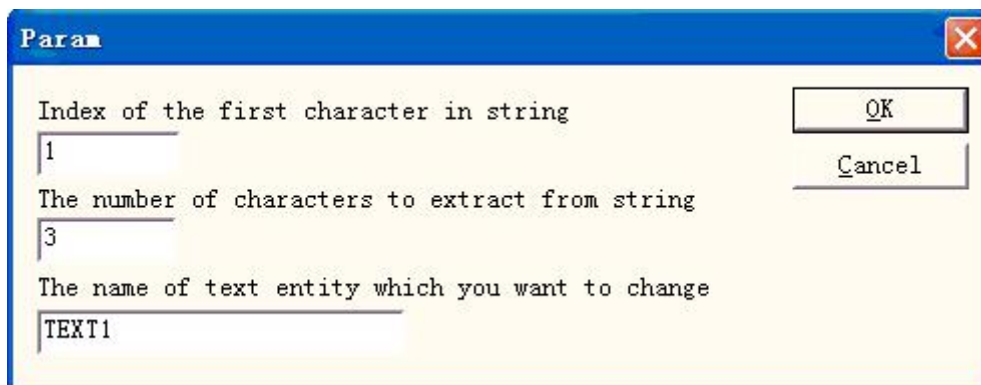 Param
Index of the first character in string
OK
1
Cancel
The number of characters to extract from string
3
The name of text entity which you want to change
TEXT1